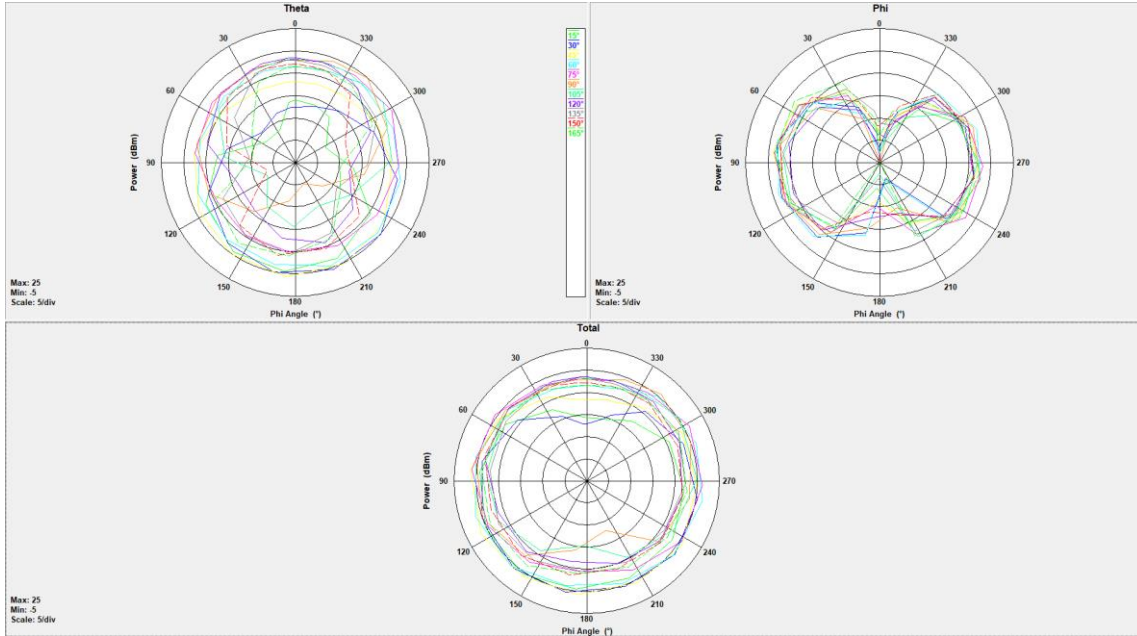 Theta
0
30
330
60
300
90
270
120
240
150
210
180
Power (dBm)
Phi Angle (°)
Max: 25
Min: -5
Scale: 5/div
15°
30°
60°
75°
90°
105°
120°
135°
150°
165°
Phi
0
30
330
60
300
90
270
120
240
150
210
180
Power (dBm)
Phi Angle (°)
Max: 25
Min: -5
Scale: 5/div
Total
0
30
330
60
300
90
270
120
240
150
210
180
Power (dBm)
Phi Angle (°)
Max: 25
Min: -5
Scale: 5/div